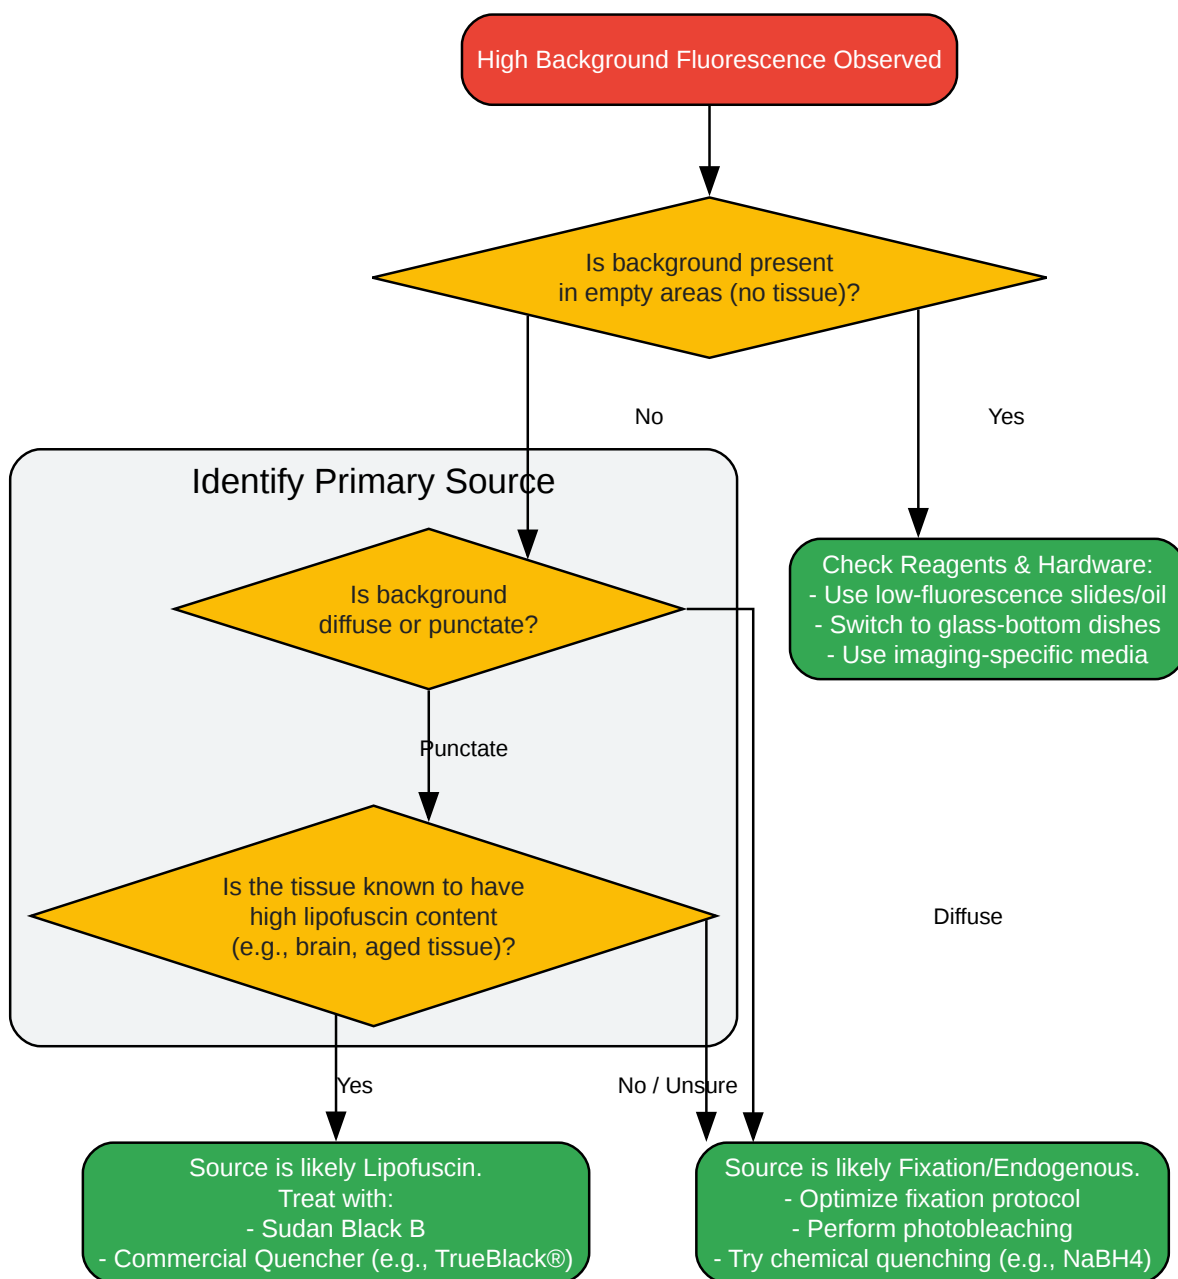 High Background Fluorescence Observed
Is background present
in empty areas (no tissue)?
No
Yes
Identify Primary Source
Check Reagents & Hardware:
- Use low-fluorescence slides/oil
- Switch to glass-bottom dishes
- Use imaging-specific media
Is background
diffuse or punctate?
Punctate
Is the tissue known to have
high lipofuscin content
(e.g., brain, aged tissue)?
Diffuse
Yes
No / Unsure
Source is likely Lipofuscin.
Treat with:
- Sudan Black B
- Commercial Quencher (e.g., TrueBlack®)
Source is likely Fixation/Endogenous.
- Optimize fixation protocol
- Perform photobleaching
- Try chemical quenching (e.g., NaBH4)